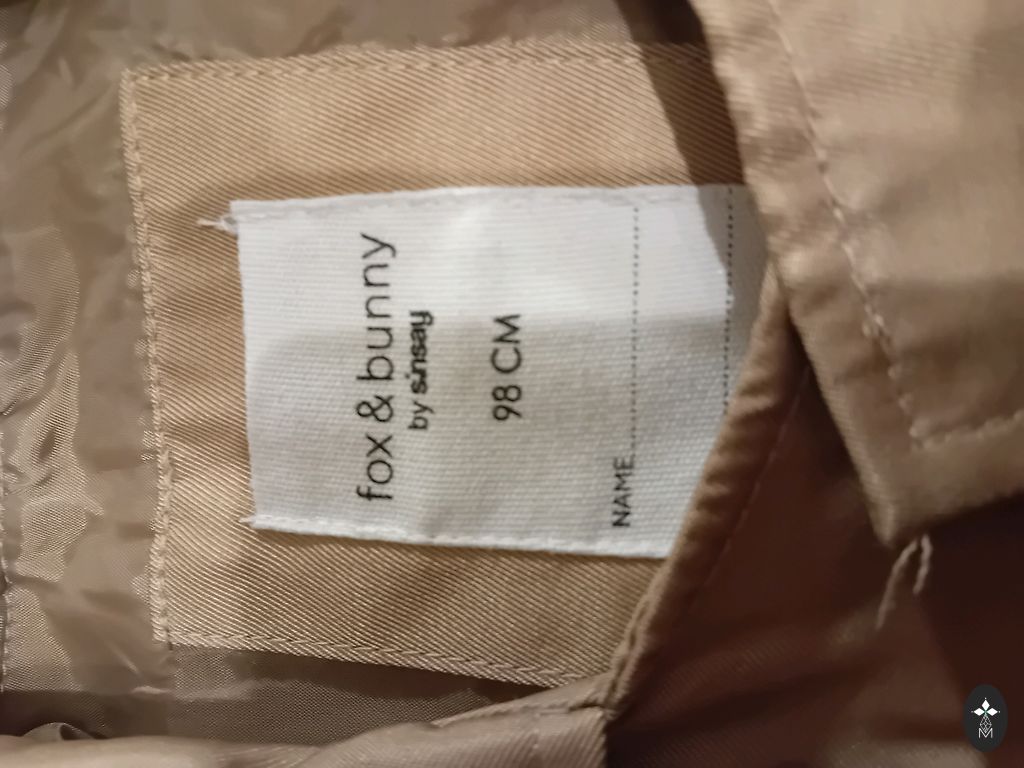 fox & bunny
by sinsay
98 CM
NAME